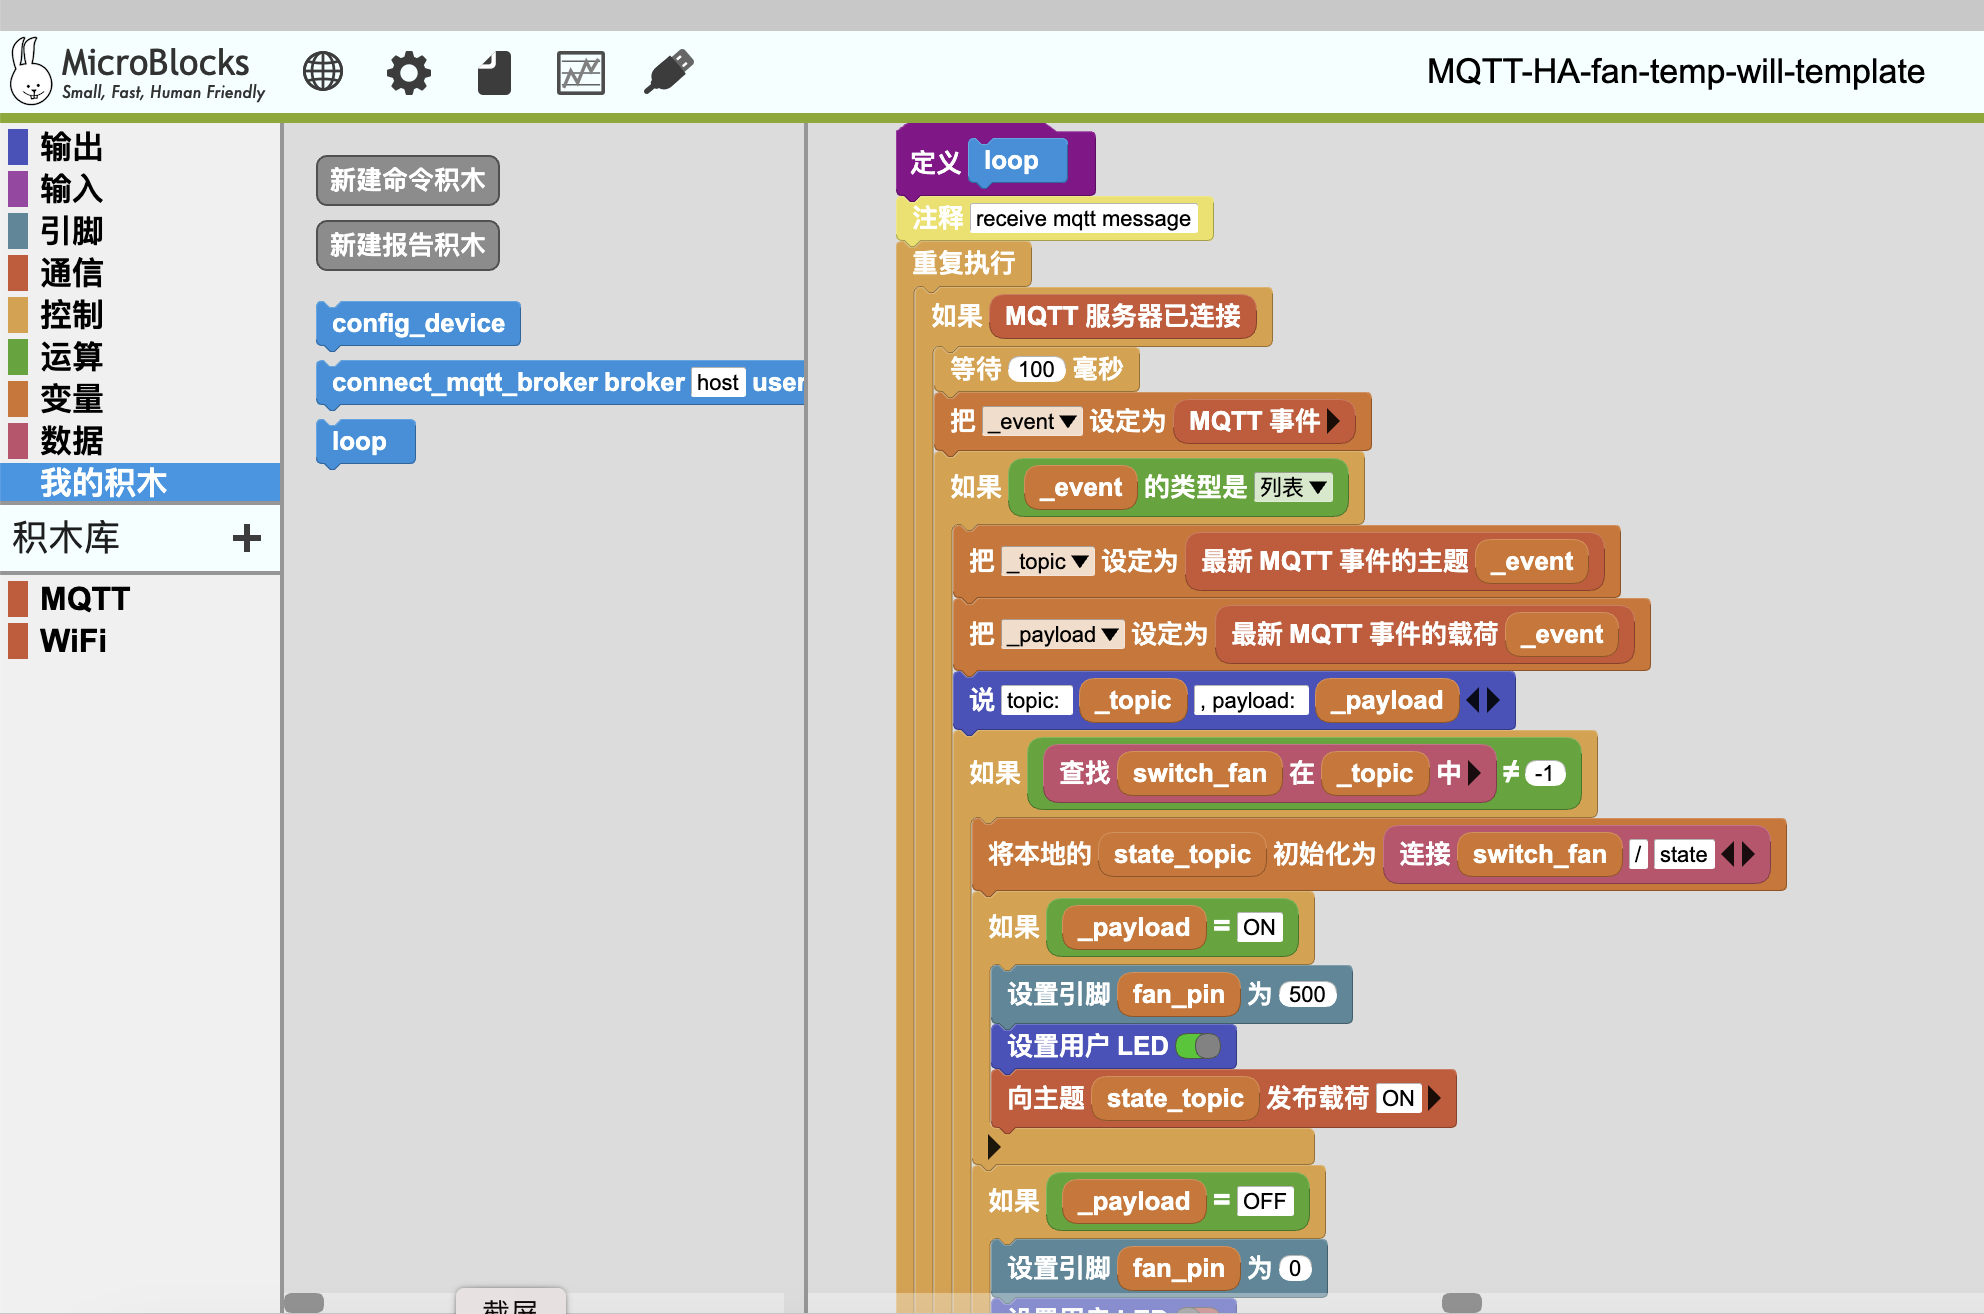 MicroBlocks
Small, Fast, Human Friendly
MQTT-HA-fan-temp-will-template
输出
输入
引脚
通信
控制
运算
变量
数据
我的积木
积木库 +
MQTT
WiFi
新建命令积木
新建报告积木
config_device
connect_mqtt_broker broker host user
loop
定义 loop
注释 receive mqtt message
重复执行
如果 MQTT 服务器已连接
等待 100 毫秒
把 _event 设定为 MQTT 事件
如果 _event 的类型是 列表
把 _topic 设定为 最新 MQTT 事件的主题 _event
把 _payload 设定为 最新 MQTT 事件的载荷 _event
说 topic: _topic , payload: _payload
如果 查找 switch_fan 在 _topic 中 ≠ -1
将本地的 state_topic 初始化为 连接 switch_fan / state
如果 _payload = ON
设置引脚 fan_pin 为 500
设置用户 LED
向主题 state_topic 发布载荷 ON
如果 _payload = OFF
设置引脚 fan_pin 为 0
设置用户 LED
截屏